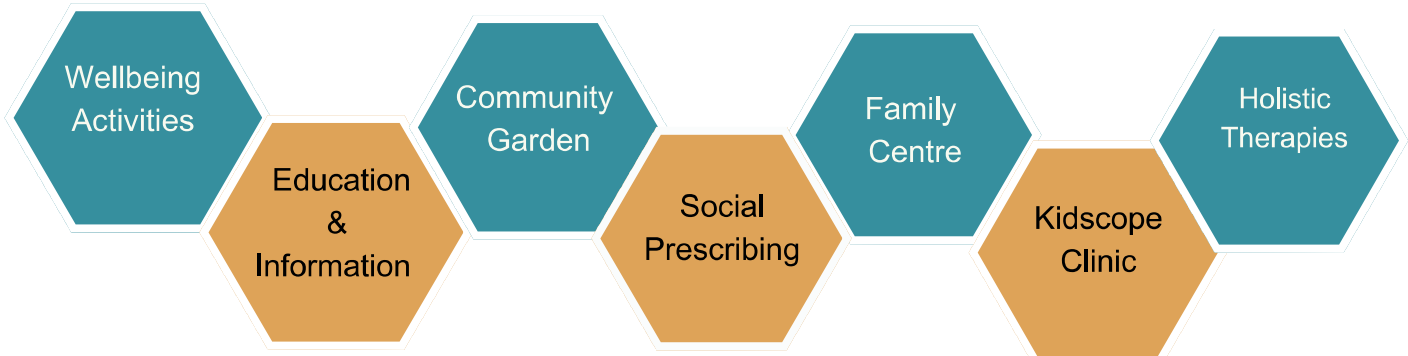 Wellbeing
Activities
Education
&
Information
Community
Garden
Social
Prescribing
Family
Centre
Kidscope
Clinic
Holistic
Therapies